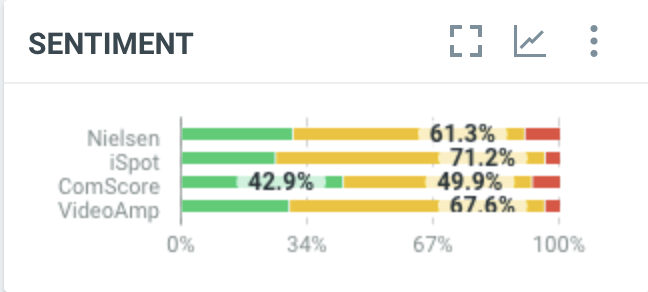 SENTIMENT
Nielsen 61.3%
iSpot 71.2%
ComScore 42.9% 49.9%
VideoAmp 67.6%
0% 34% 67% 100%